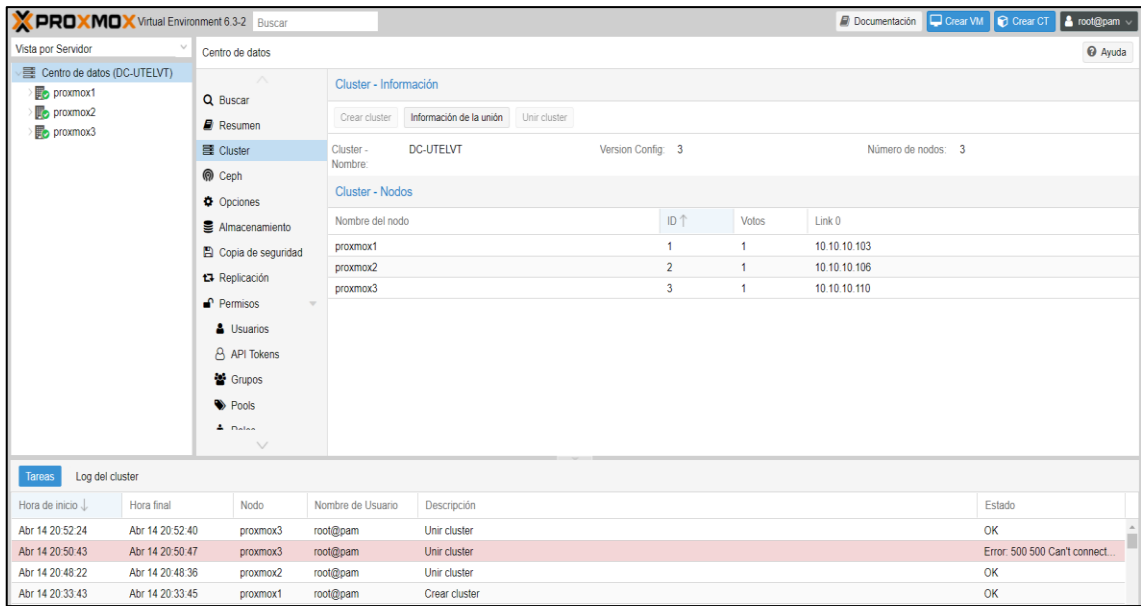 PROXMOX Virtual Environment 6.3-2 Buscar Documentación Crear VM Crear CT root@pam
Vista por Servidor
Centro de datos (DC-UTELVT)
proxmox1
proxmox2
proxmox3
Centro de datos Ayuda
Buscar
Resumen
Cluster
Ceph
Opciones
Almacenamiento
Copia de seguridad
Replicación
Permisos
Usuarios
API Tokens
Grupos
Pools
Cluster - Información
Crear cluster Información de la unión Unir cluster
Cluster - Nombre: DC-UTELVT Version Config: 3 Número de nodos: 3
Cluster - Nodos
Nombre del nodo ID Votos Link 0
proxmox1 1 1 10.10.10.103
proxmox2 2 1 10.10.10.106
proxmox3 3 1 10.10.10.110
Tareas Log del cluster
Hora de inicio Hora final Nodo Nombre de Usuario Descripción Estado
Abr 14 20:52:24 Abr 14 20:52:40 proxmox3 root@pam Unir cluster OK
Abr 14 20:50:43 Abr 14 20:50:47 proxmox3 root@pam Unir cluster Error: 500 500 Can't connect...
Abr 14 20:48:22 Abr 14 20:48:36 proxmox2 root@pam Unir cluster OK
Abr 14 20:33:43 Abr 14 20:33:45 proxmox1 root@pam Crear cluster OK